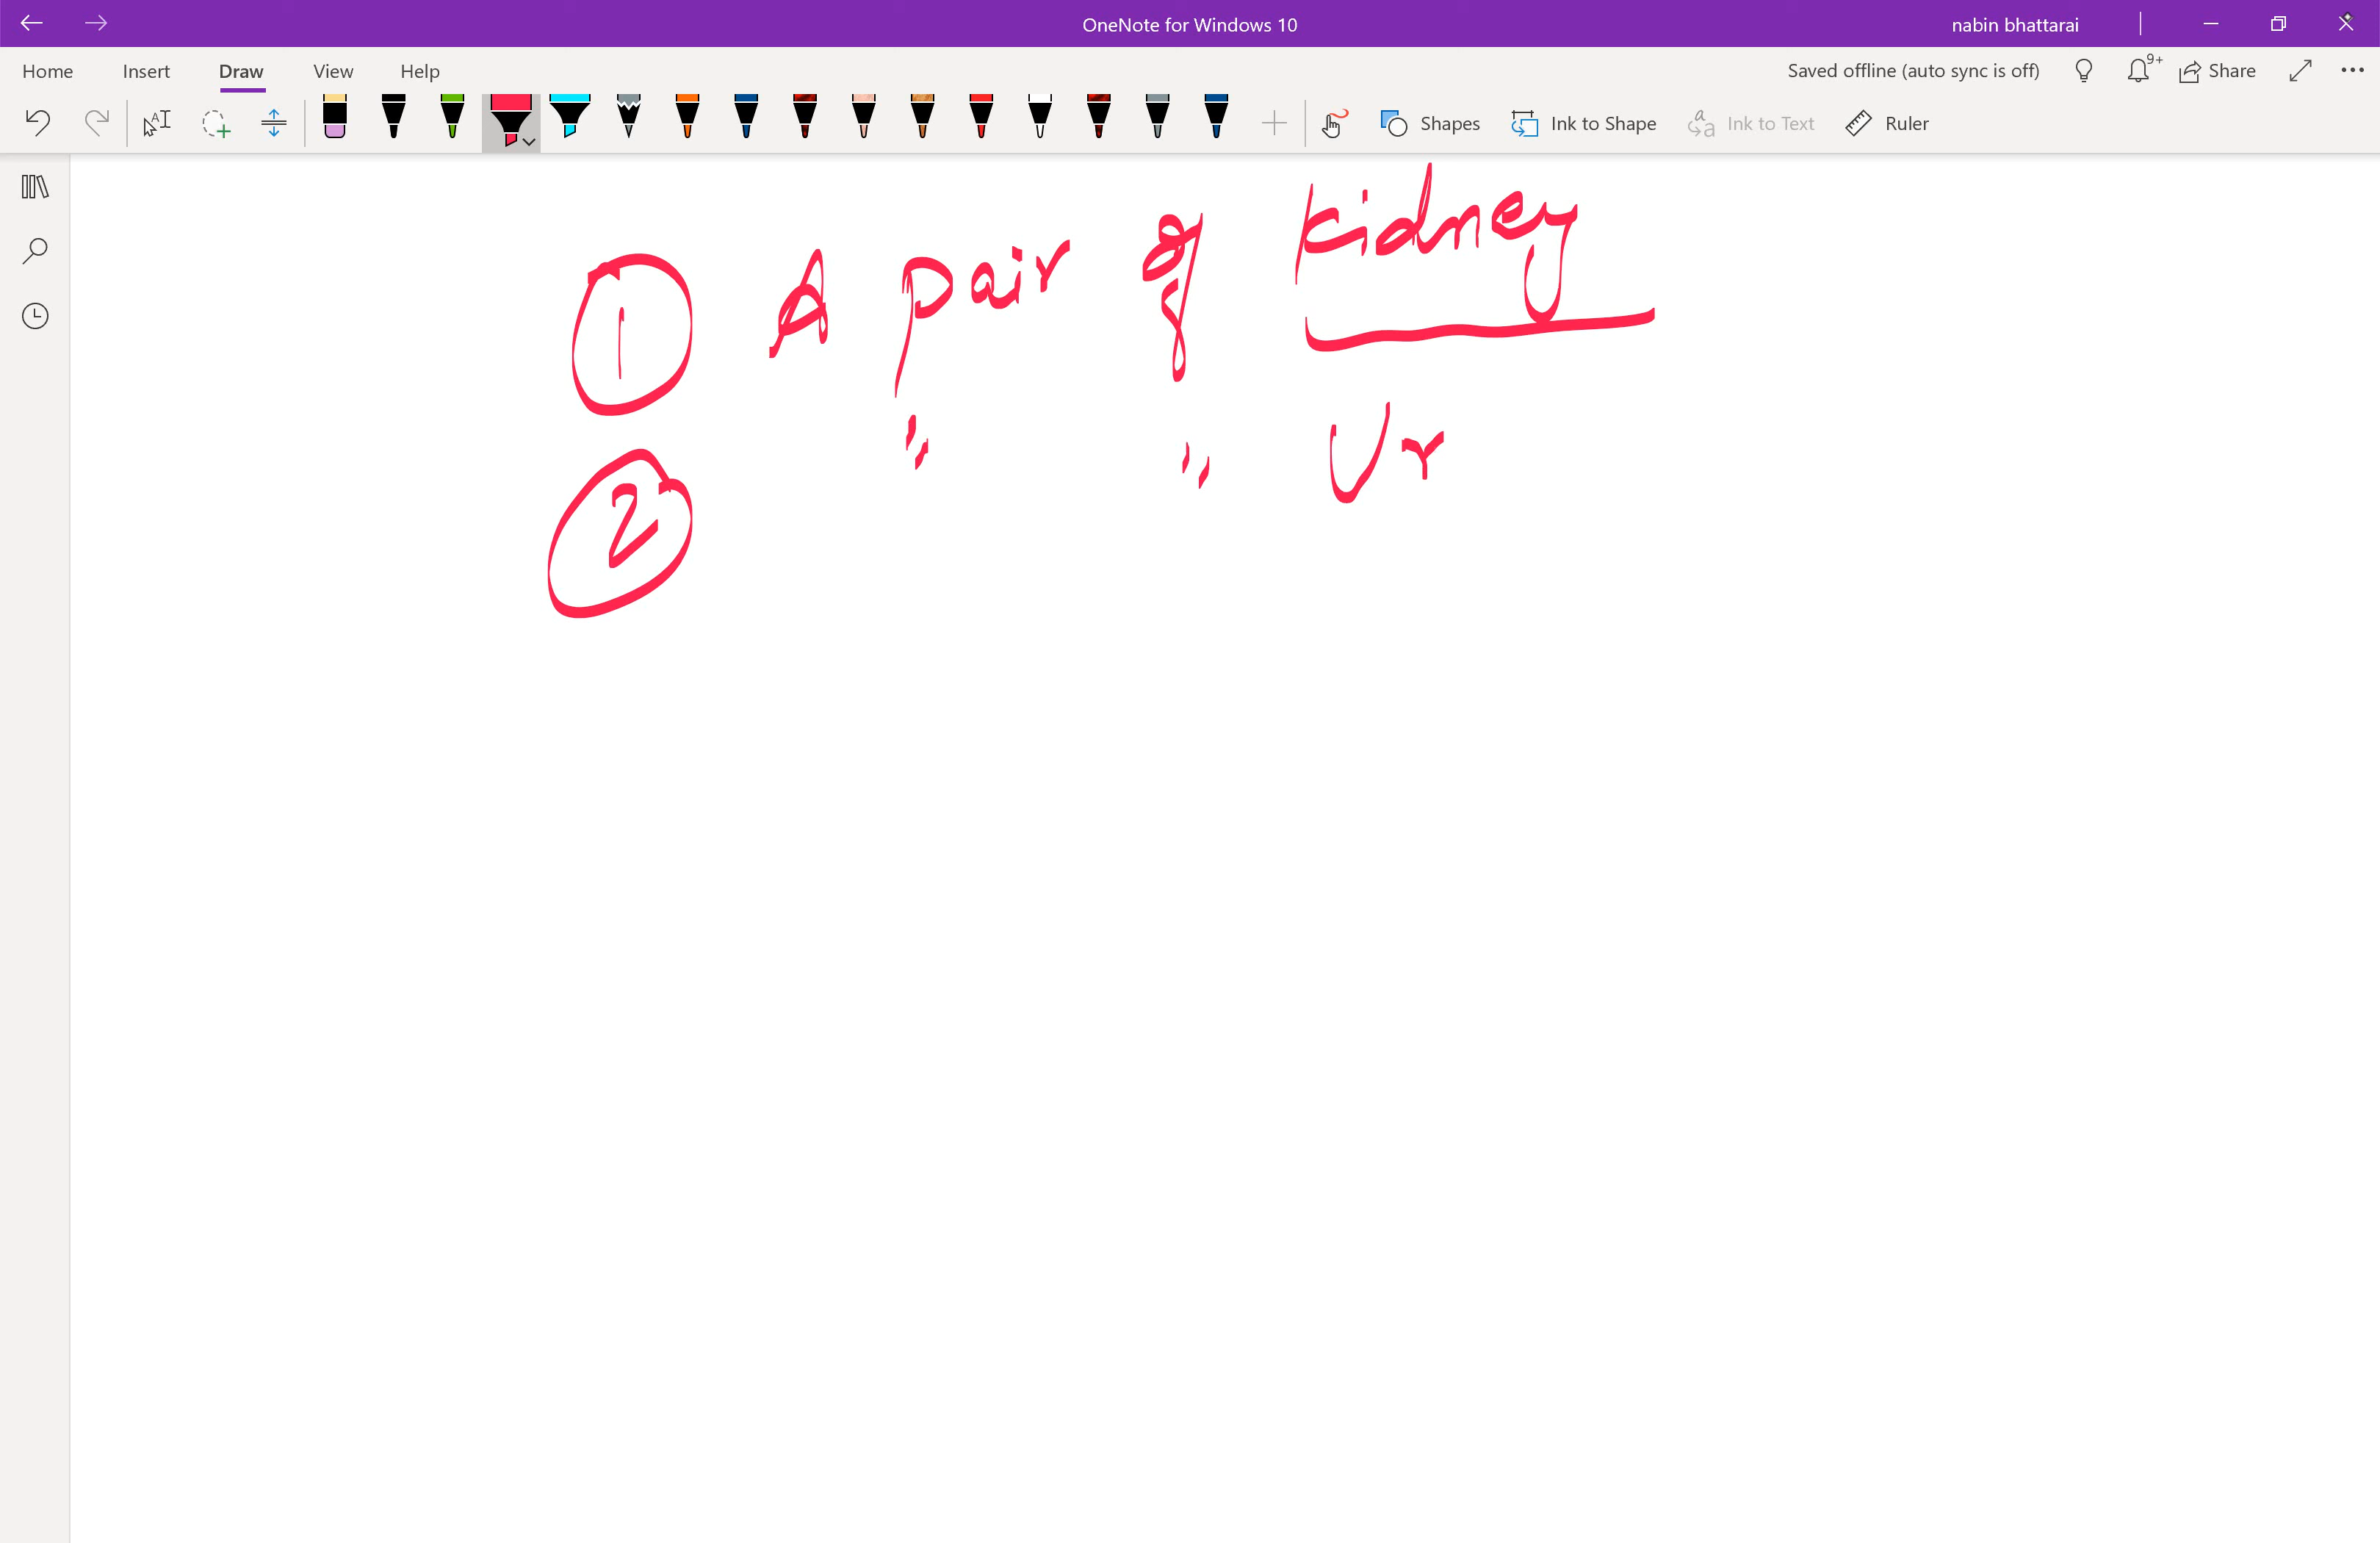 OneNote for Windows 10
nabin bhattarai
Home Insert Draw View Help
Saved offline (auto sync is off) 9+ Share
Shapes Ink to Shape Ink to Text Ruler
1 A pair of kidney
2 " " Ur